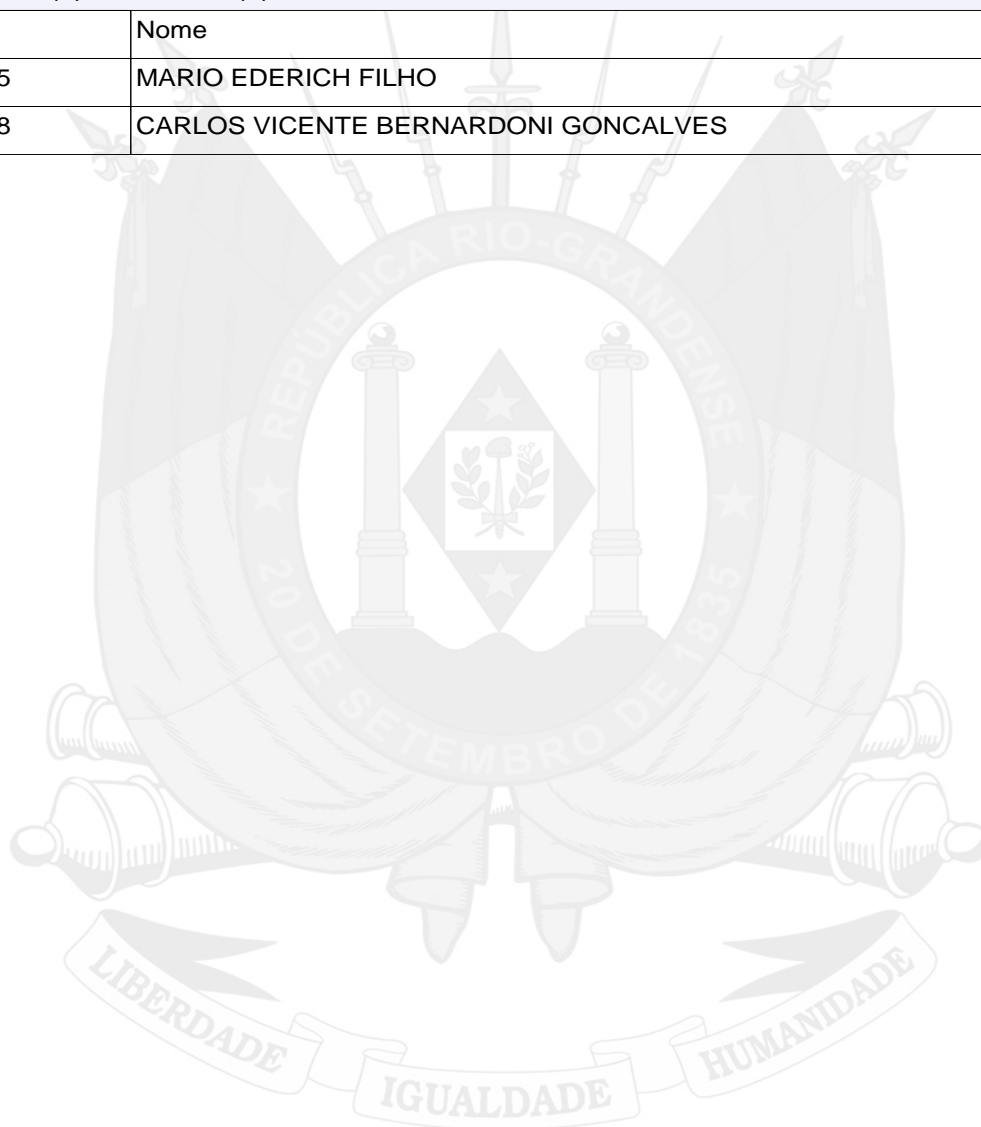 Nome
5 MARIO EDERICH FILHO
8 CARLOS VICENTE BERNARDONI GONCALVES
REPÚBLICA RIO-GRANDENSE
★ 20 DE SETEMBRO DE 1835 ★
LIBERDADE IGUALDADE HUMANIDADE